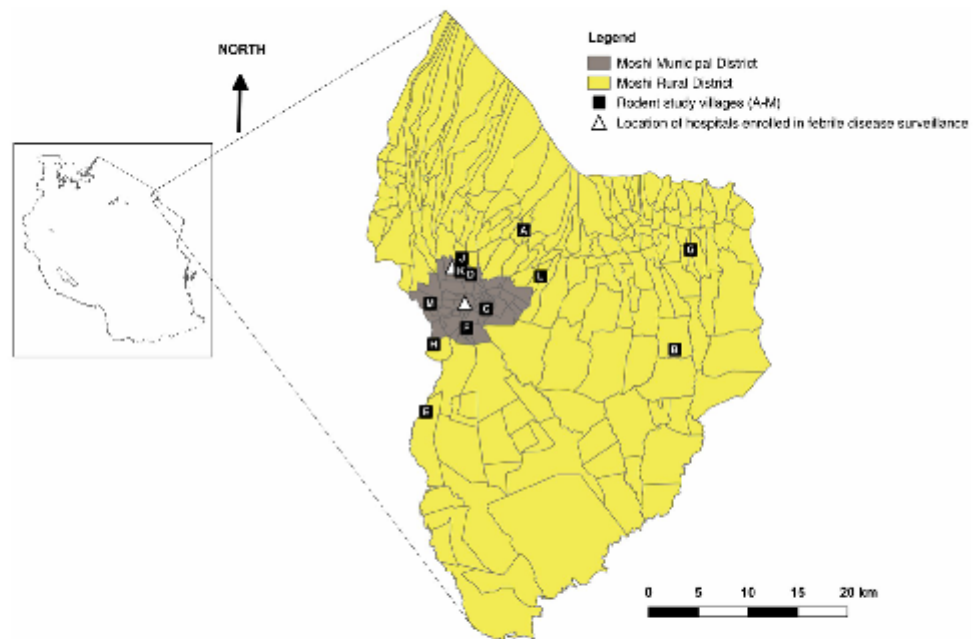 NORTH
Legend
Moshi Municipal District
Moshi Rural District
Rodent study villages (A-M)
Location of hospitals enrolled in febrile disease surveillance
A
G
J
K D
L
M
C
F
H
B
E
0 5 10 15 20 km